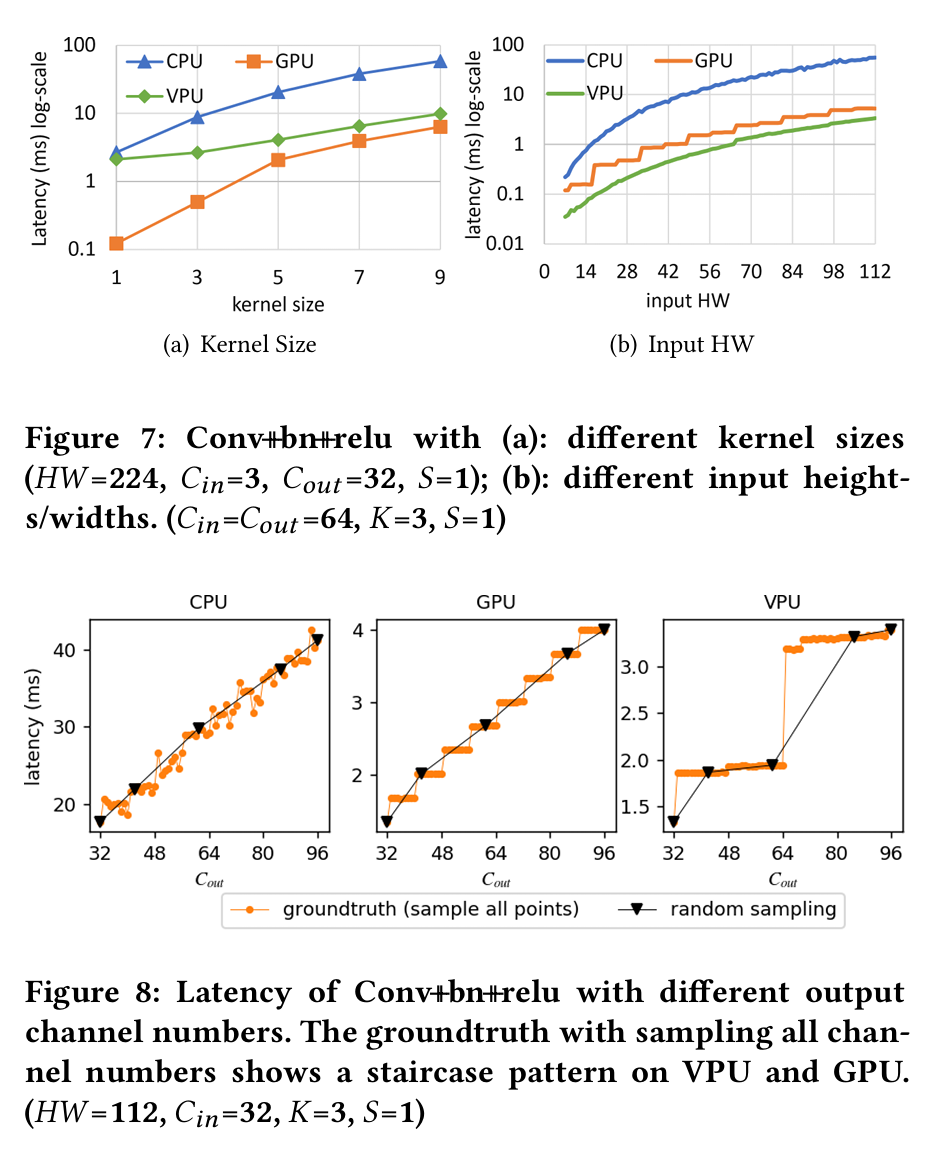 100
10
1
0.1
Latency (ms) log-scale
CPU
GPU
VPU
1
3
5
7
9
kernel size
(a) Kernel Size
100
10
1
0.1
0.01
latency (ms) log-scale
CPU
GPU
VPU
0
14
28
42
56
70
84
98
112
input HW
(b) Input HW
Figure 7: Conv+bn+relu with (a): different kernel sizes
(HW=224, Cin=3, Cout=32, S=1); (b): different input height-
s/widths. (Cin=Cout=64, K=3, S=1)
CPU
latency (ms)
40
30
20
32
48
64
80
96
Cout
GPU
4
3
2
32
48
64
80
96
Cout
VPU
3.0
2.5
2.0
1.5
32
48
64
80
96
Cout
groundtruth (sample all points)
random sampling
Figure 8: Latency of Conv+bn+relu with different output
channel numbers. The groundtruth with sampling all chan-
nel numbers shows a staircase pattern on VPU and GPU.
(HW=112, Cin=32, K=3, S=1)